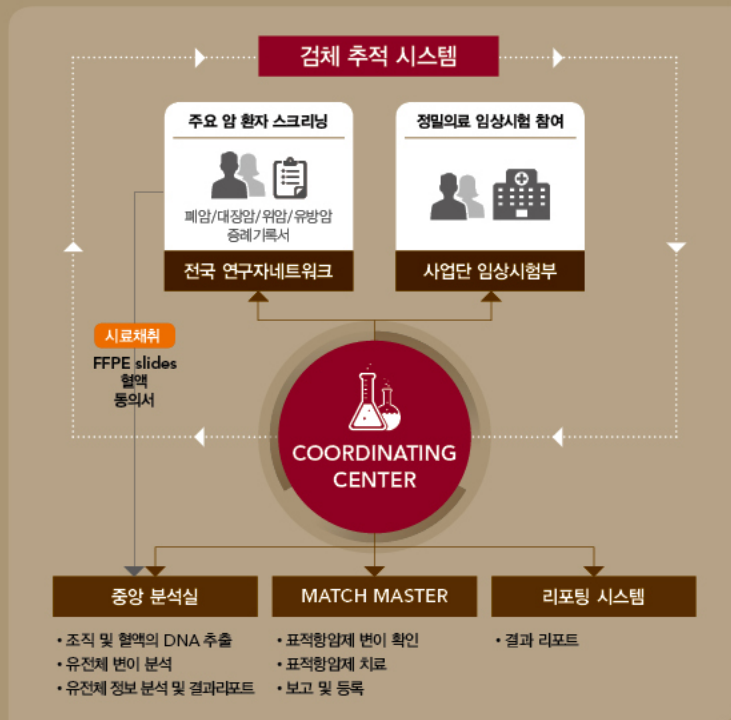 검체 추적 시스템
주요 암 환자 스크리닝
폐암/대장암/위암/유방암
증례기록서
전국 연구자네트워크
정밀의료 임상시험 참여
사업단 임상시험부
시료채취
FFPE slides
혈액
동의서
COORDINATING
CENTER
중앙 분석실
• 조직 및 혈액의 DNA 추출
• 유전체 변이 분석
• 유전체 정보 분석 및 결과리포트
MATCH MASTER
• 표적항암제 변이 확인
• 표적항암제 치료
• 보고 및 등록
리포팅 시스템
• 결과 리포트